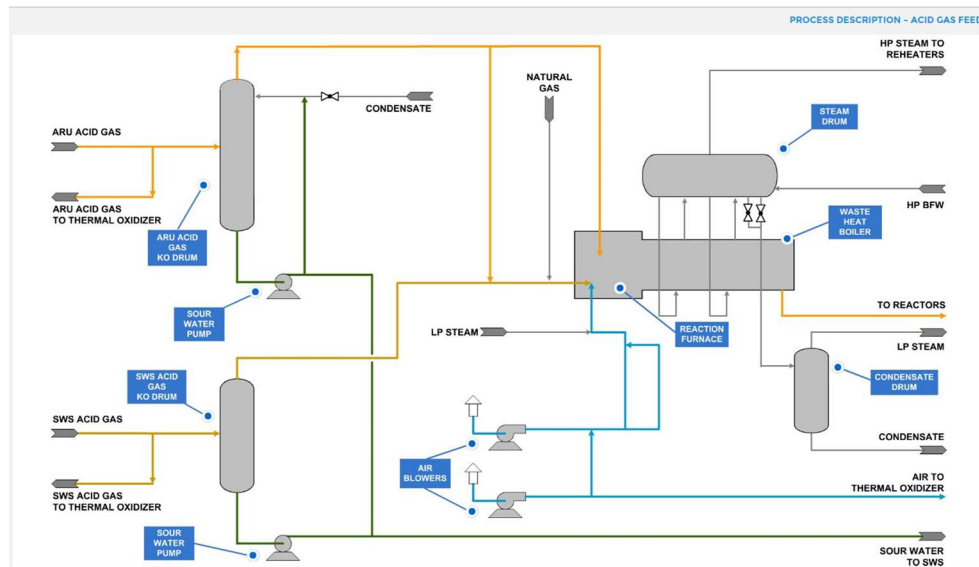 PROCESS DESCRIPTION - ACID GAS FEED
HP STEAM TO
REHEATERS
NATURAL
GAS
CONDENSATE
STEAM
DRUM
ARU ACID GAS
ARU ACID GAS
TO THERMAL OXIDIZER
HP BFW
WASTE
HEAT
BOILER
ARU ACID
GAS
KO DRUM
SOUR
WATER
PUMP
TO REACTORS
LP STEAM
REACTION
FURNACE
LP STEAM
SWS ACID
GAS
KO DRUM
CONDENSATE
DRUM
SWS ACID GAS
CONDENSATE
AIR
BLOWERS
AIR TO
THERMAL OXIDIZER
SWS ACID GAS
TO THERMAL OXIDIZER
SOUR
WATER
PUMP
SOUR WATER
TO SWS